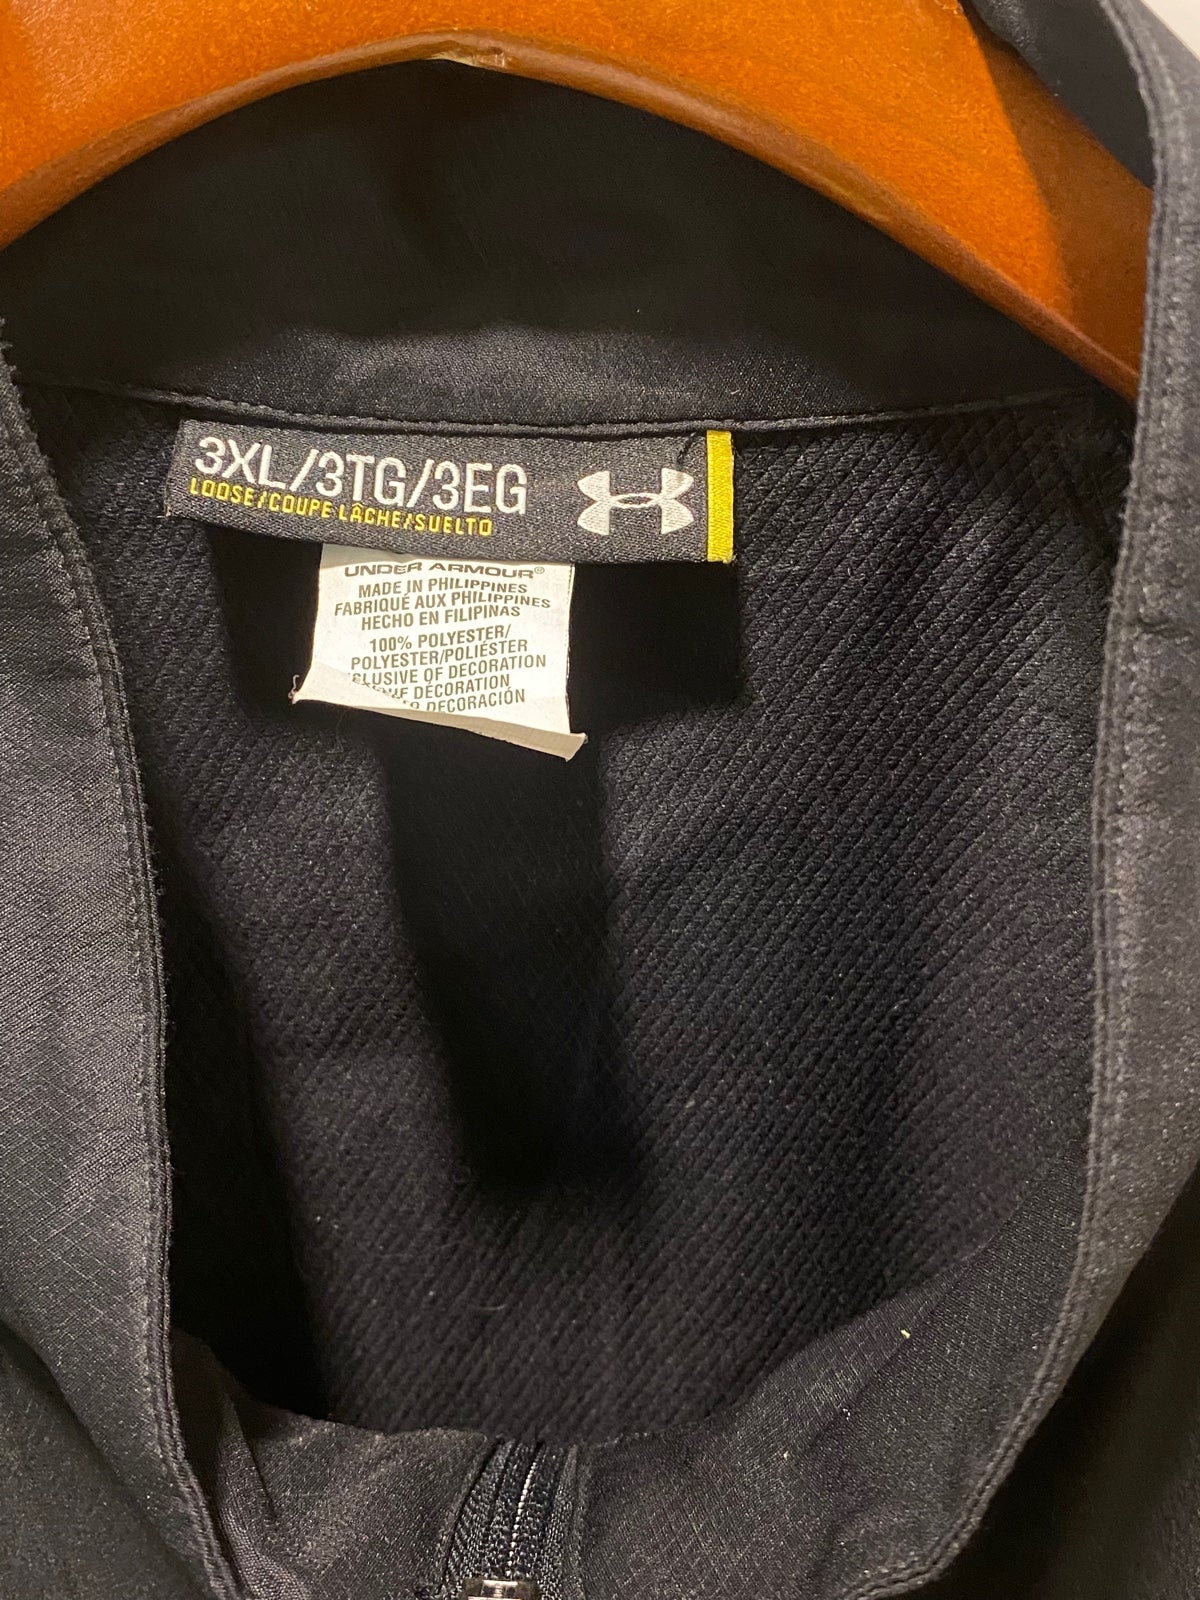 3XL/3TG/3EG
LOOSE/COUPE LÂCHE/SUELTO
UNDER ARMOUR®
MADE IN PHILIPPINES
FABRIQUÉ AUX PHILIPPINES
HECHO EN FILIPINAS
100% POLYESTER/
POLYESTER/POLIÉSTER
OF DECORATION
DÉCORATION
DECORACIÓN